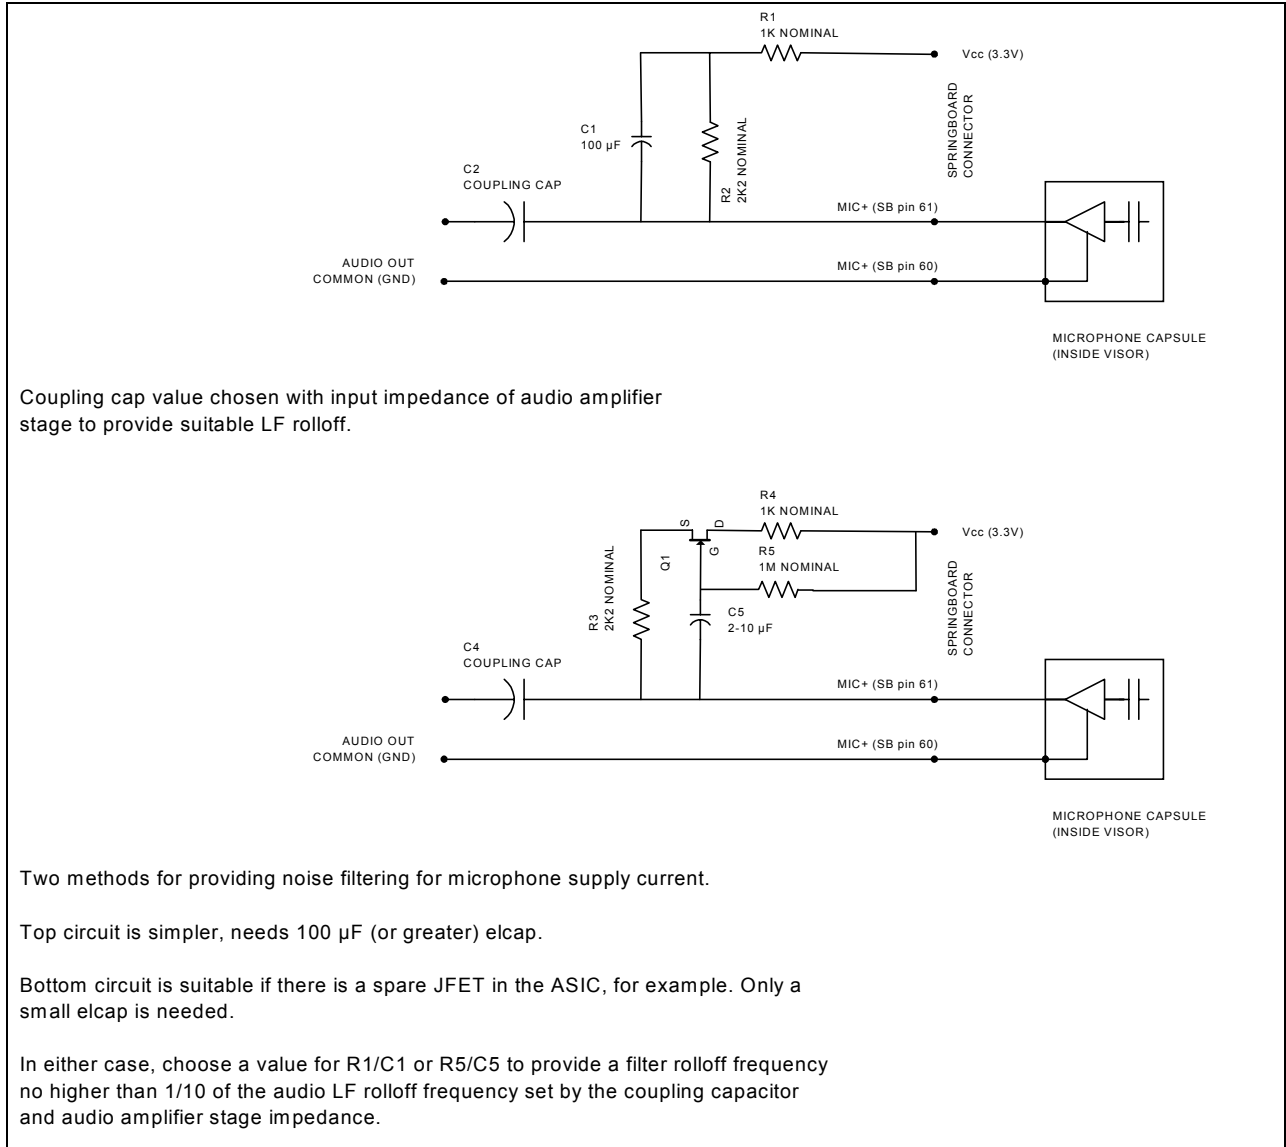 R1
1K NOMINAL
Vcc (3.3V)
C1
100 µF
R2
2K2 NOMINAL
SPRINGBOARD
CONNECTOR
C2
COUPLING CAP
MIC+ (SB pin 61)
AUDIO OUT
COMMON (GND)
MIC+ (SB pin 60)
MICROPHONE CAPSULE
(INSIDE VISOR)
Coupling cap value chosen with input impedance of audio amplifier
stage to provide suitable LF rolloff.
R4
1K NOMINAL
S
D
G
Q1
Vcc (3.3V)
R5
1M NOMINAL
R3
2K2 NOMINAL
C5
2-10 µF
SPRINGBOARD
CONNECTOR
C4
COUPLING CAP
MIC+ (SB pin 61)
AUDIO OUT
COMMON (GND)
MIC+ (SB pin 60)
MICROPHONE CAPSULE
(INSIDE VISOR)
Two methods for providing noise filtering for microphone supply current.
Top circuit is simpler, needs 100 µF (or greater) elcap.
Bottom circuit is suitable if there is a spare JFET in the ASIC, for example. Only a
small elcap is needed.
In either case, choose a value for R1/C1 or R5/C5 to provide a filter rolloff frequency
no higher than 1/10 of the audio LF rolloff frequency set by the coupling capacitor
and audio amplifier stage impedance.